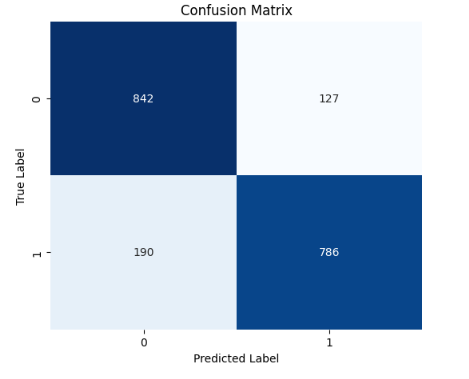 Confusion Matrix
0
842
127
True Label
1
190
786
0
1
Predicted Label